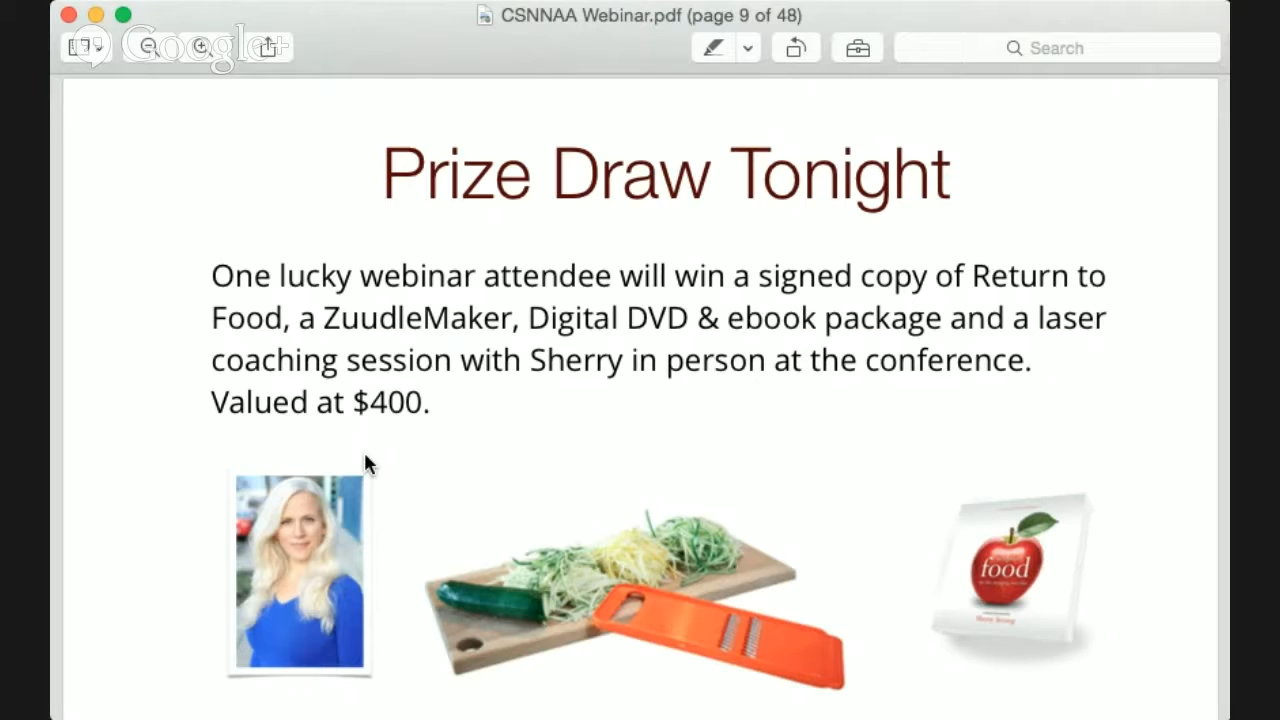 CSNNAA Webinar.pdf (page 9 of 48)
Google+
Search
Prize Draw Tonight
One lucky webinar attendee will win a signed copy of Return to
Food, a ZuudleMaker, Digital DVD & ebook package and a laser
coaching session with Sherry in person at the conference.
Valued at $400.
food
Sherry Strong